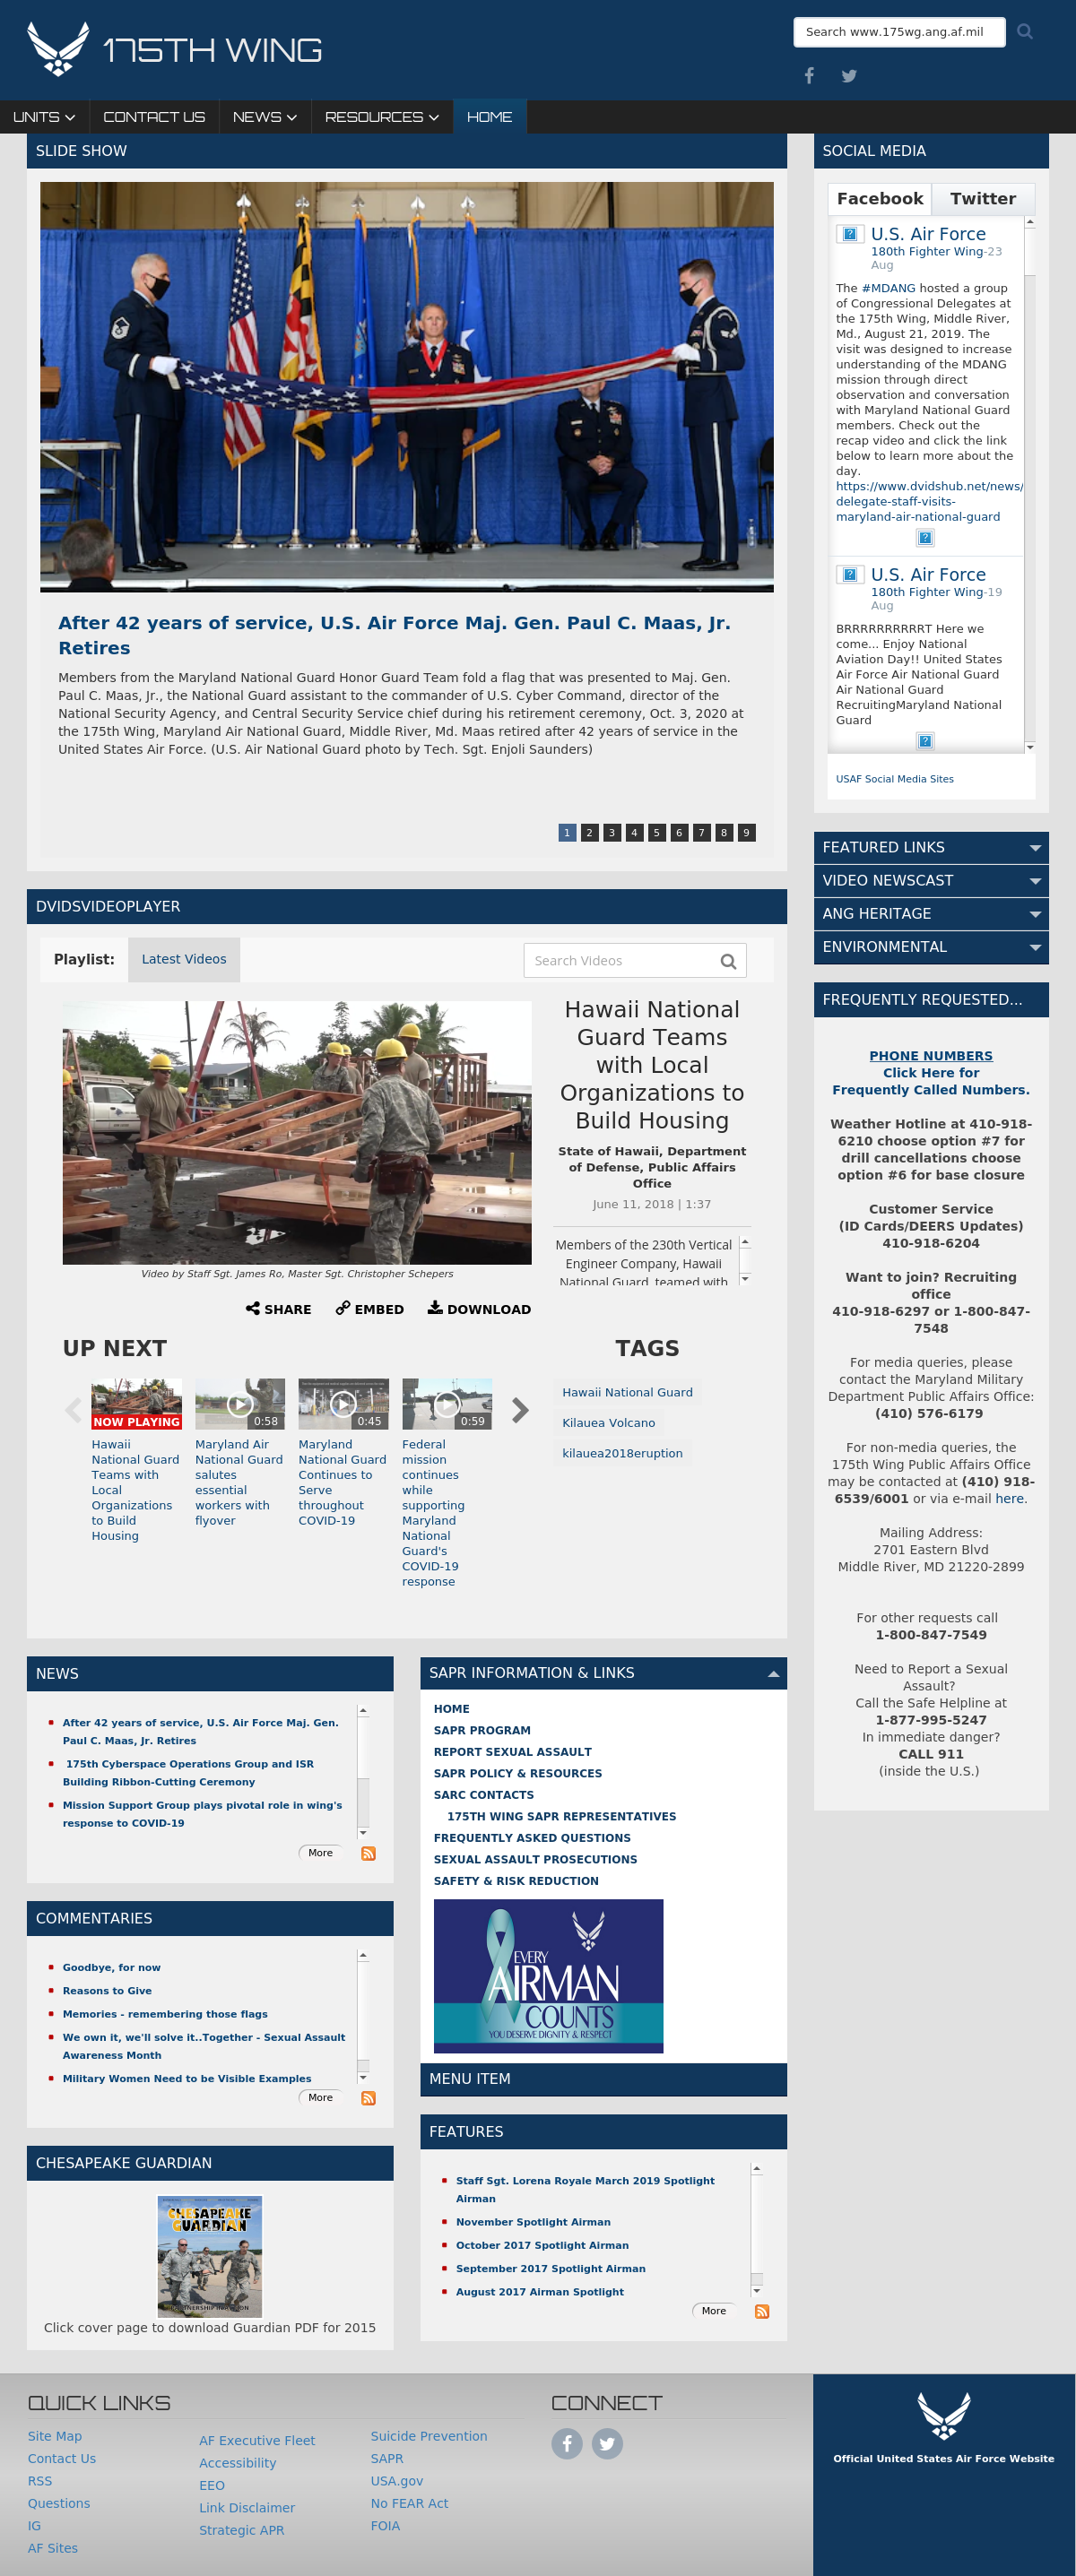 175TH WING
Search www.175wg.ang.af.mil
UNITS
CONTACT US
NEWS
RESOURCES
HOME
SLIDE SHOW
After 42 years of service, U.S. Air Force Maj. Gen. Paul C. Maas, Jr.
Retires
Members from the Maryland National Guard Honor Guard Team fold a flag that was presented to Maj. Gen.
Paul C. Maas, Jr., the National Guard assistant to the commander of U.S. Cyber Command, director of the
National Security Agency, and Central Security Service chief during his retirement ceremony, Oct. 3, 2020 at
the 175th Wing, Maryland Air National Guard, Middle River, Md. Maas retired after 42 years of service in the
United States Air Force. (U.S. Air National Guard photo by Tech. Sgt. Enjoli Saunders)
1 2 3 4 5 6 7 8 9
SOCIAL MEDIA
Facebook
Twitter
U.S. Air Force
180th Fighter Wing-23
Aug
The #MDANG hosted a group
of Congressional Delegates at
the 175th Wing, Middle River,
Md., August 21, 2019. The
visit was designed to increase
understanding of the MDANG
mission through direct
observation and conversation
with Maryland National Guard
members. Check out the
recap video and click the link
below to learn more about the
day.
https://www.dvidshub.net/news/
delegate-staff-visits-
maryland-air-national-guard
U.S. Air Force
180th Fighter Wing-19
Aug
BRRRRRRRRRRT Here we
come... Enjoy National
Aviation Day!! United States
Air Force Air National Guard
Air National Guard
RecruitingMaryland National
Guard
USAF Social Media Sites
FEATURED LINKS
VIDEO NEWSCAST
ANG HERITAGE
ENVIRONMENTAL
FREQUENTLY REQUESTED...
PHONE NUMBERS
Click Here for
Frequently Called Numbers.
Weather Hotline at 410-918-
6210 choose option #7 for
drill cancellations choose
option #6 for base closure
Customer Service
(ID Cards/DEERS Updates)
410-918-6204
Want to join? Recruiting
office
410-918-6297 or 1-800-847-
7548
For media queries, please
contact the Maryland Military
Department Public Affairs Office:
(410) 576-6179
For non-media queries, the
175th Wing Public Affairs Office
may be contacted at (410) 918-
6539/6001 or via e-mail here.
Mailing Address:
2701 Eastern Blvd
Middle River, MD 21220-2899
For other requests call
1-800-847-7549
Need to Report a Sexual
Assault?
Call the Safe Helpline at
1-877-995-5247
In immediate danger?
CALL 911
(inside the U.S.)
DVIDSVIDEOPLAYER
Playlist:
Latest Videos
Search Videos
Hawaii National
Guard Teams
with Local
Organizations to
Build Housing
State of Hawaii, Department
of Defense, Public Affairs
Office
June 11, 2018 | 1:37
Members of the 230th Vertical
Engineer Company, Hawaii
National Guard, teamed with
Video by Staff Sgt. James Ro, Master Sgt. Christopher Schepers
SHARE
EMBED
DOWNLOAD
UP NEXT
NOW PLAYING
Hawaii
National Guard
Teams with
Local
Organizations
to Build
Housing
0:58
Maryland Air
National Guard
salutes
essential
workers with
flyover
0:45
Maryland
National Guard
Continues to
Serve
throughout
COVID-19
0:59
Federal
mission
continues
while
supporting
Maryland
National
Guard's
COVID-19
response
TAGS
Hawaii National Guard
Kilauea Volcano
kilauea2018eruption
NEWS
After 42 years of service, U.S. Air Force Maj. Gen.
Paul C. Maas, Jr. Retires
175th Cyberspace Operations Group and ISR
Building Ribbon-Cutting Ceremony
Mission Support Group plays pivotal role in wing's
response to COVID-19
More
COMMENTARIES
Goodbye, for now
Reasons to Give
Memories - remembering those flags
We own it, we'll solve it..Together - Sexual Assault
Awareness Month
Military Women Need to be Visible Examples
More
CHESAPEAKE GUARDIAN
CHESAPEAKE
GUARDIAN
Click cover page to download Guardian PDF for 2015
SAPR INFORMATION & LINKS
HOME
SAPR PROGRAM
REPORT SEXUAL ASSAULT
SAPR POLICY & RESOURCES
SARC CONTACTS
175TH WING SAPR REPRESENTATIVES
FREQUENTLY ASKED QUESTIONS
SEXUAL ASSAULT PROSECUTIONS
SAFETY & RISK REDUCTION
EVERY
AIRMAN
COUNTS
YOU DESERVE DIGNITY & RESPECT
MENU ITEM
FEATURES
Staff Sgt. Lorena Royale March 2019 Spotlight
Airman
November Spotlight Airman
October 2017 Spotlight Airman
September 2017 Spotlight Airman
August 2017 Airman Spotlight
More
QUICK LINKS
Site Map
Contact Us
RSS
Questions
IG
AF Sites
AF Executive Fleet
Accessibility
EEO
Link Disclaimer
Strategic APR
Suicide Prevention
SAPR
USA.gov
No FEAR Act
FOIA
CONNECT
Official United States Air Force Website